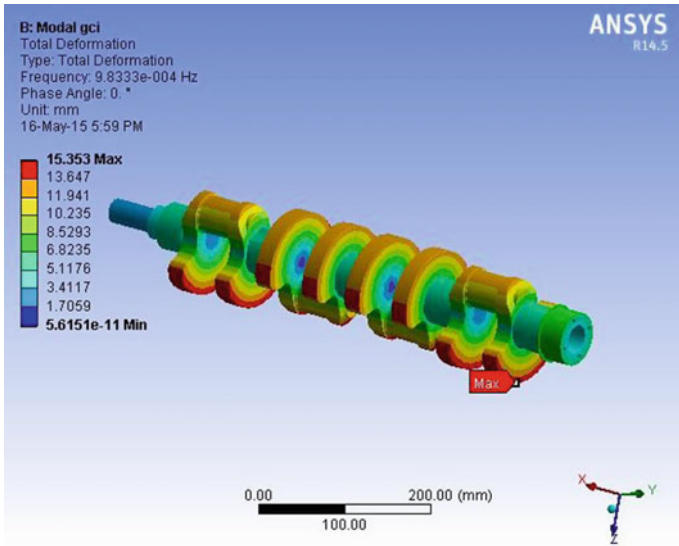 B: Modal gci
Total Deformation
Type: Total Deformation
Frequency: 9.8333e-004 Hz
Phase Angle: 0. °
Unit: mm
16-May-15 5:59 PM
ANSYS
R14.5
15.353 Max
13.647
11.941
10.235
8.5293
6.8235
5.1176
3.4117
1.7059
5.6151e-11 Min
Max
0.00
200.00 (mm)
100.00
X
Y
Z